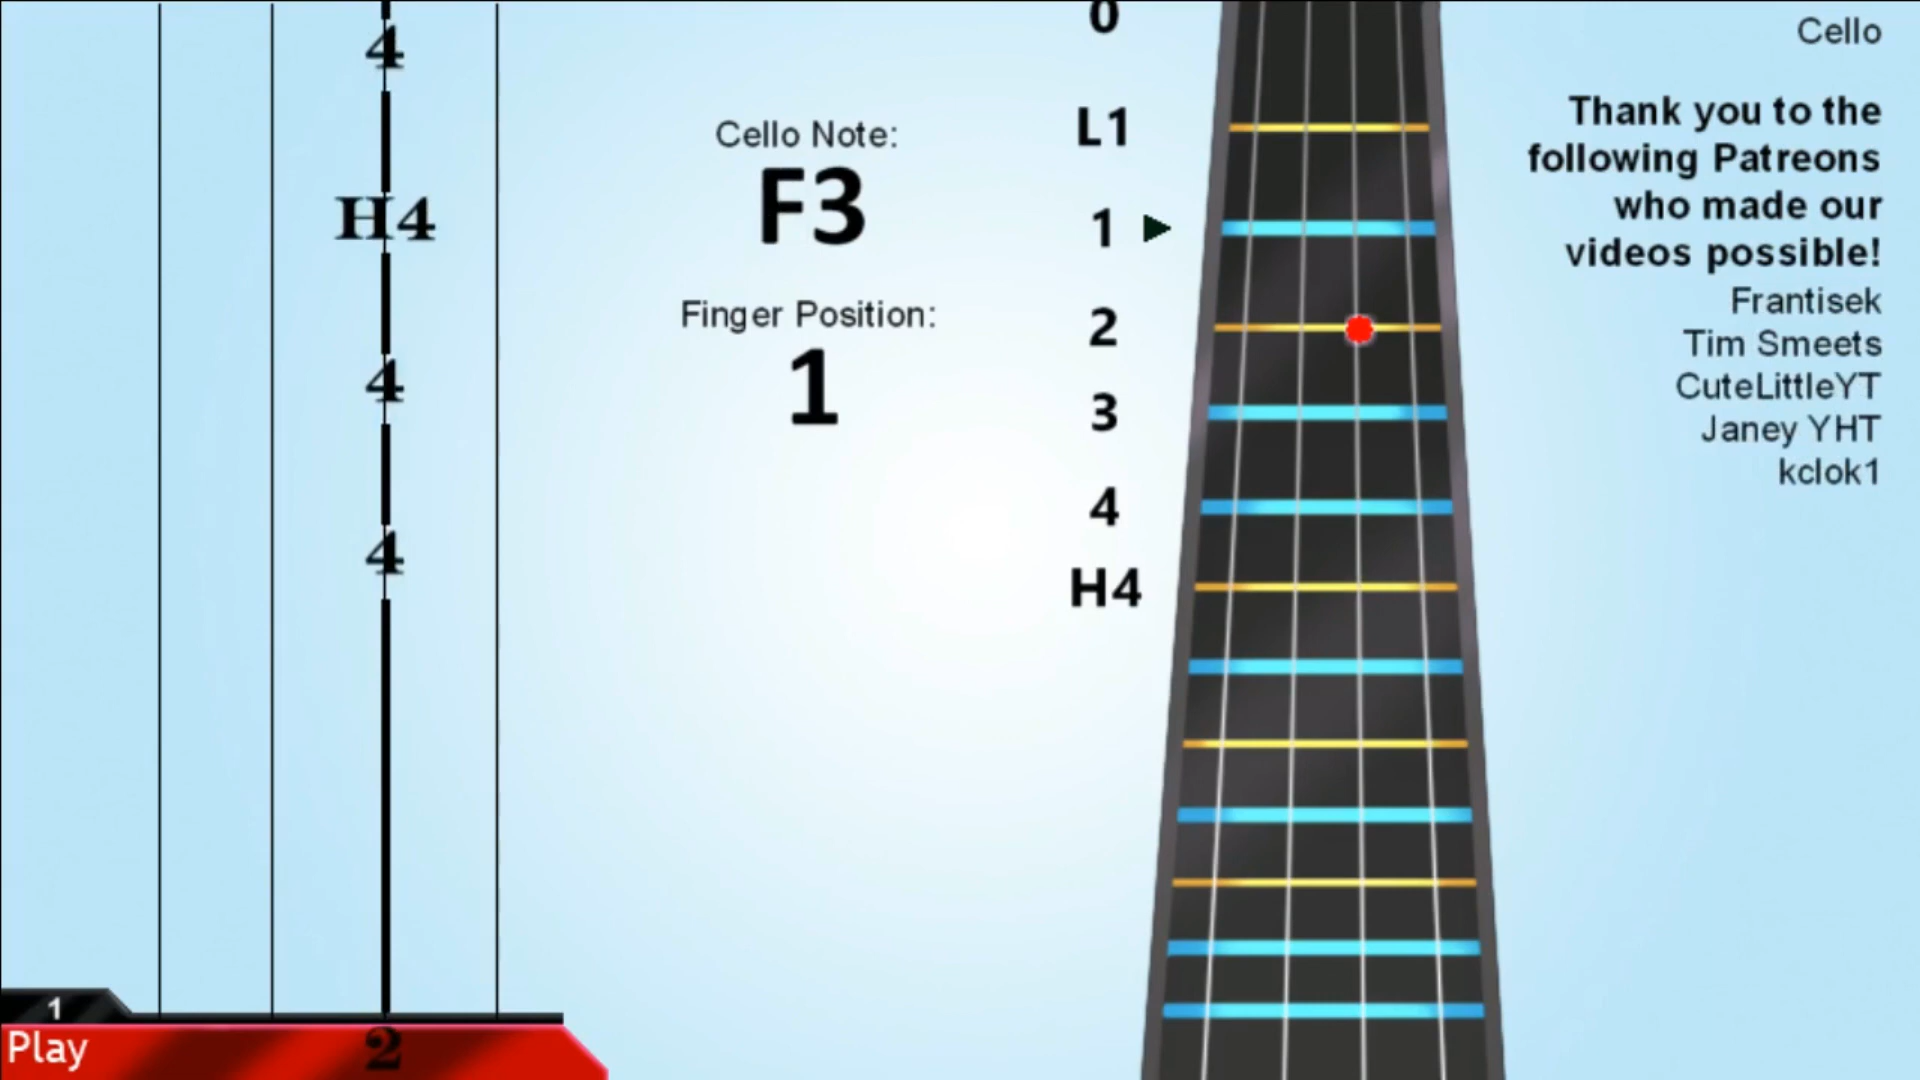 4
H4
4
4
1
Play
2
Cello Note:
F3
Finger Position:
1
0
L1
1
2
3
4
H4
Cello
Thank you to the
following Patreons
who made our
videos possible!
Frantisek
Tim Smeets
CuteLittleYT
Janey YHT
kclok1